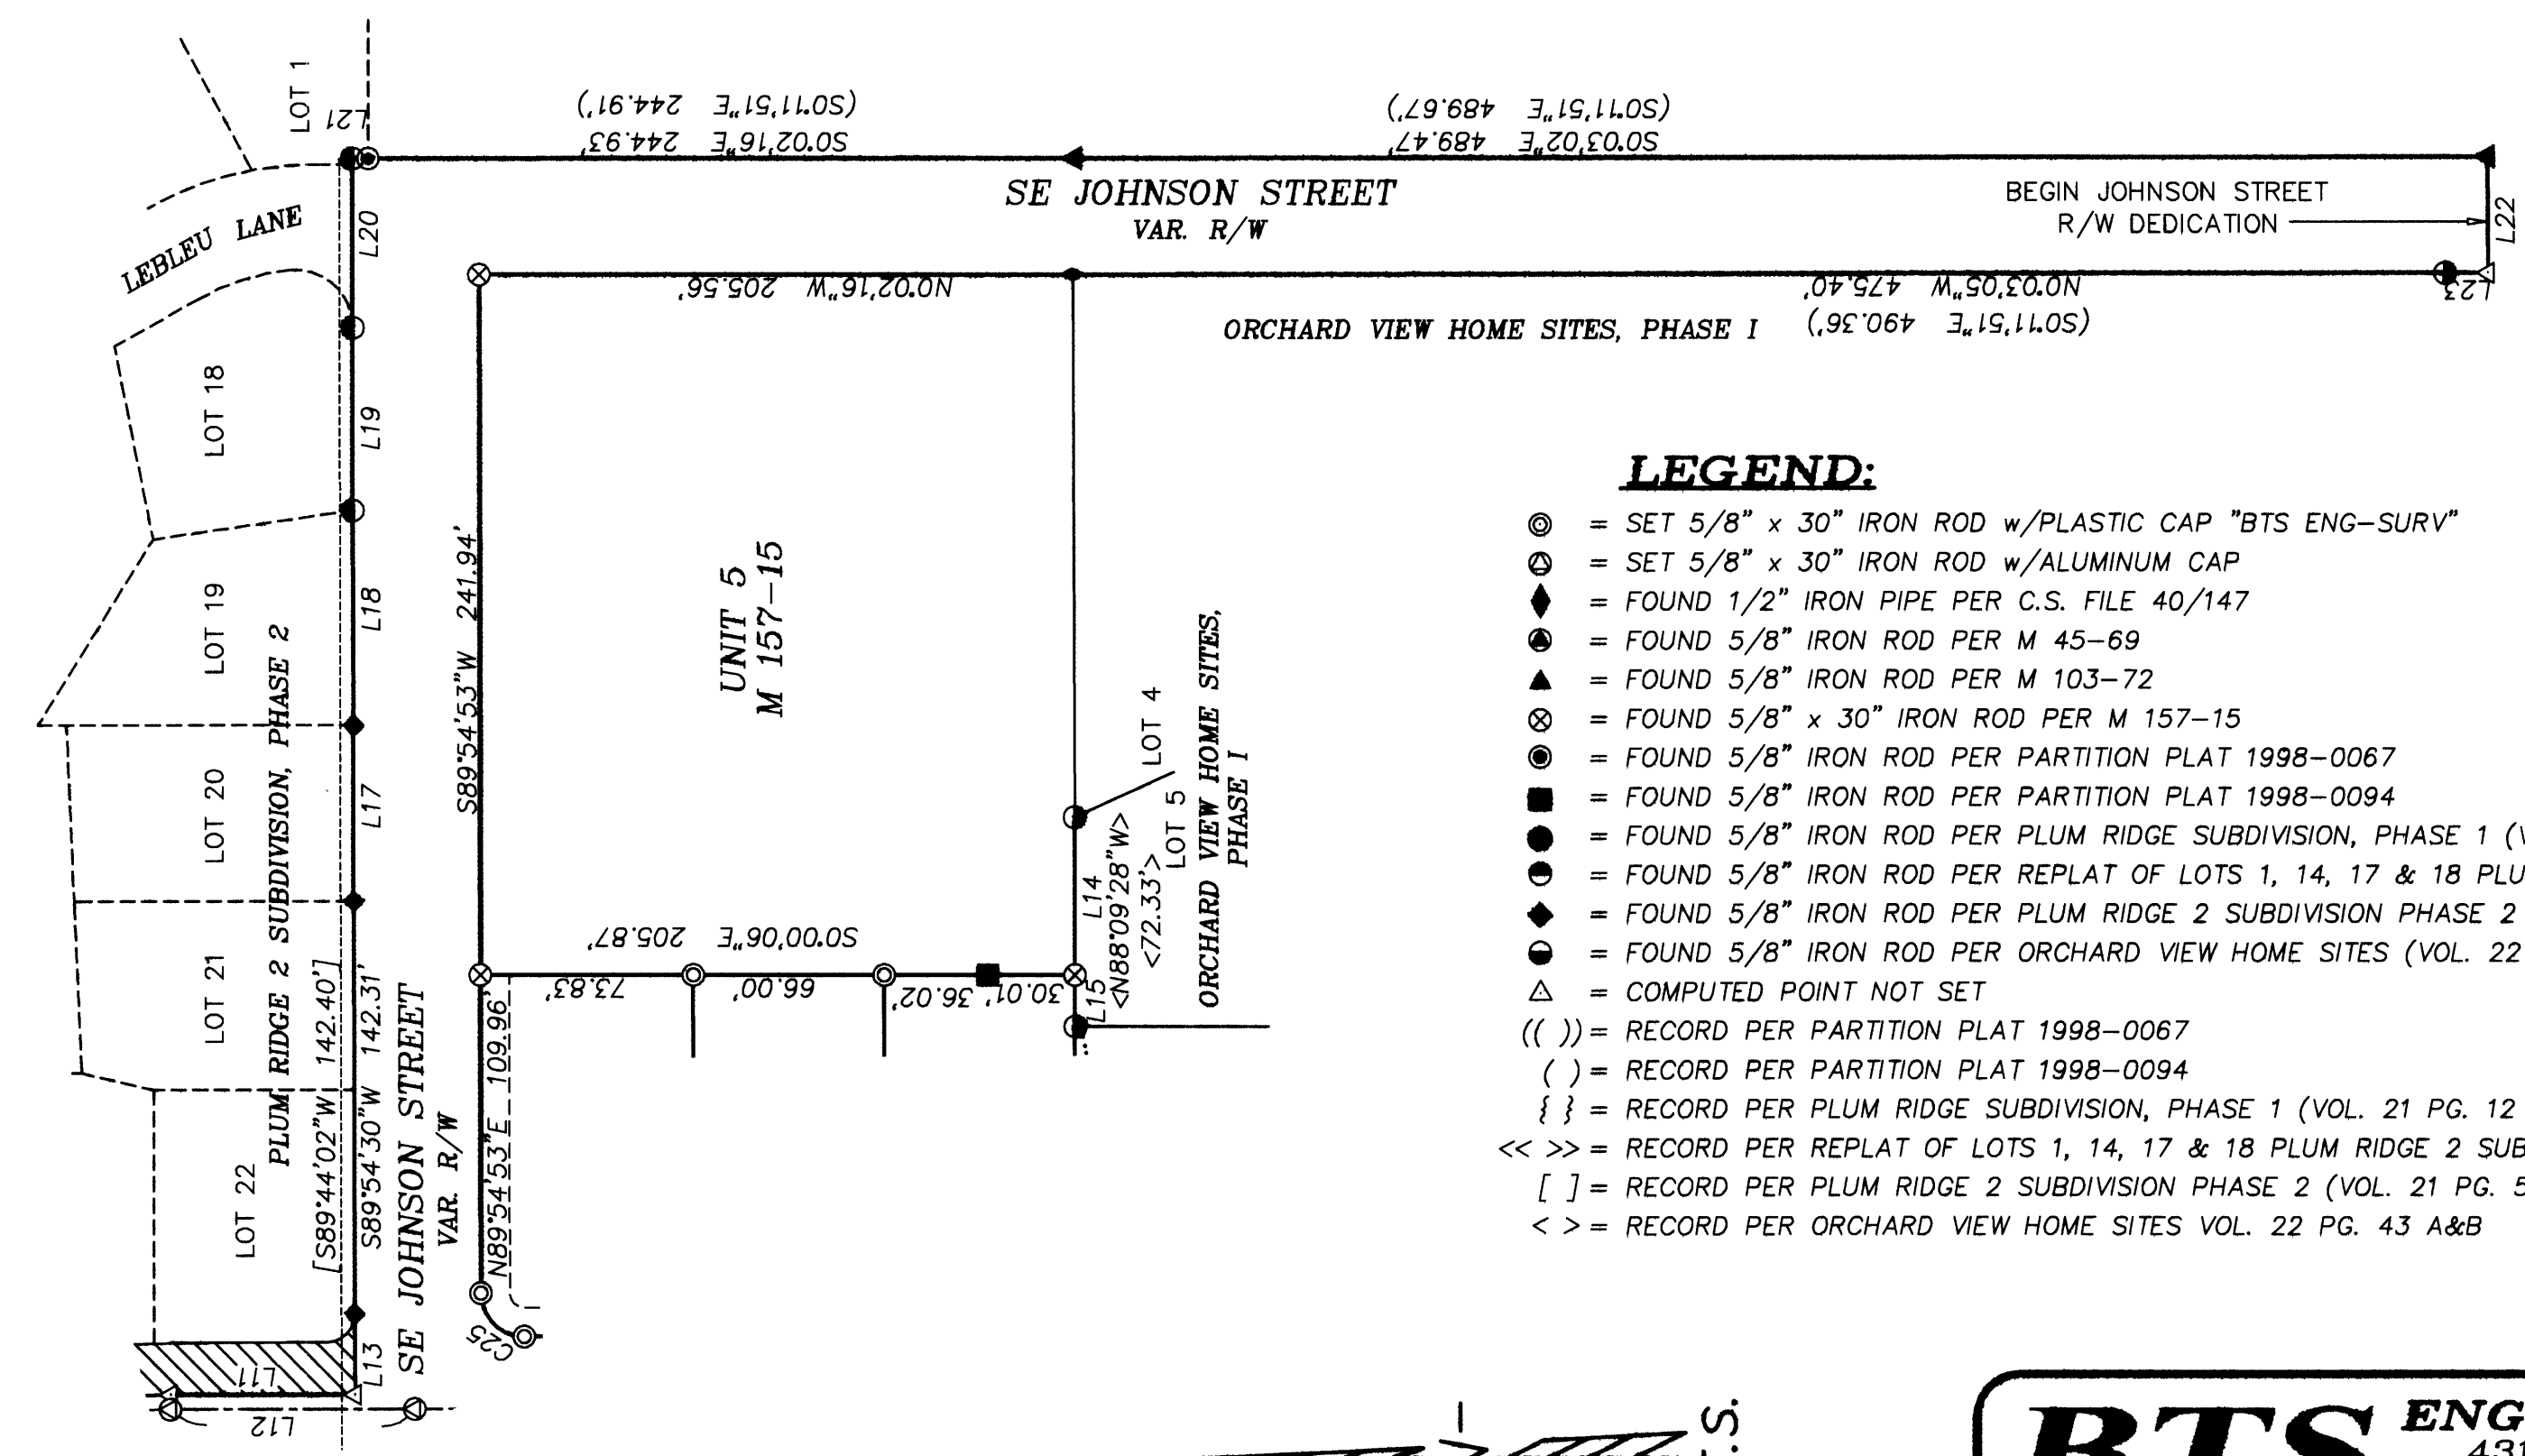 LOT 1
L21
(S0°11'51"E 244.91')
S0°02'16"E 244.93'
(S0°11'51"E 489.67')
S0°03'02"E 489.47'
SE JOHNSON STREET
VAR. R/W
BEGIN JOHNSON STREET
R/W DEDICATION
L22
L23
LEBLEU LANE
L20
N0°02'16"W 205.56'
N0°03'05"W 475.40'
(S0°11'51"E 490.36')
ORCHARD VIEW HOME SITES, PHASE I
LOT 18
L19
LOT 19
L18
LOT 20
L17
LOT 21
LOT 22
PLUM RIDGE 2 SUBDIVISION, PHASE 2
[S89°44'02"W 142.40']
S89°54'30"W 142.31'
SE JOHNSON STREET
VAR. R/W
S89°54'53"W 241.94'
N89°54'53"E 109.96'
UNIT 5
M 157-15
S0°00'06"E 205.87'
73.83'
66.00'
36.02'
30.01'
L14
<N88°09'28"W>
<72.33'>
L15
LOT 4
LOT 5
ORCHARD VIEW HOME SITES,
PHASE I
C25
L13
L11
L12
LEGEND:
= SET 5/8" x 30" IRON ROD w/PLASTIC CAP "BTS ENG-SURV"
= SET 5/8" x 30" IRON ROD w/ALUMINUM CAP
= FOUND 1/2" IRON PIPE PER C.S. FILE 40/147
= FOUND 5/8" IRON ROD PER M 45-69
= FOUND 5/8" IRON ROD PER M 103-72
= FOUND 5/8" x 30" IRON ROD PER M 157-15
= FOUND 5/8" IRON ROD PER PARTITION PLAT 1998-0067
= FOUND 5/8" IRON ROD PER PARTITION PLAT 1998-0094
= FOUND 5/8" IRON ROD PER PLUM RIDGE SUBDIVISION, PHASE 1
= FOUND 5/8" IRON ROD PER REPLAT OF LOTS 1, 14, 17 & 18
= FOUND 5/8" IRON ROD PER PLUM RIDGE 2 SUBDIVISION PHASE 2
= FOUND 5/8" IRON ROD PER ORCHARD VIEW HOME SITES (VOL. 22
= COMPUTED POINT NOT SET
(( )) = RECORD PER PARTITION PLAT 1998-0067
( ) = RECORD PER PARTITION PLAT 1998-0094
{ } = RECORD PER PLUM RIDGE SUBDIVISION, PHASE 1 (VOL. 21 PG. 12
<< >> = RECORD PER REPLAT OF LOTS 1, 14, 17 & 18 PLUM RIDGE 2 SUB
[ ] = RECORD PER PLUM RIDGE 2 SUBDIVISION PHASE 2 (VOL. 21 PG. 5
< > = RECORD PER ORCHARD VIEW HOME SITES VOL. 22 PG. 43 A&B
BTS ENG
431